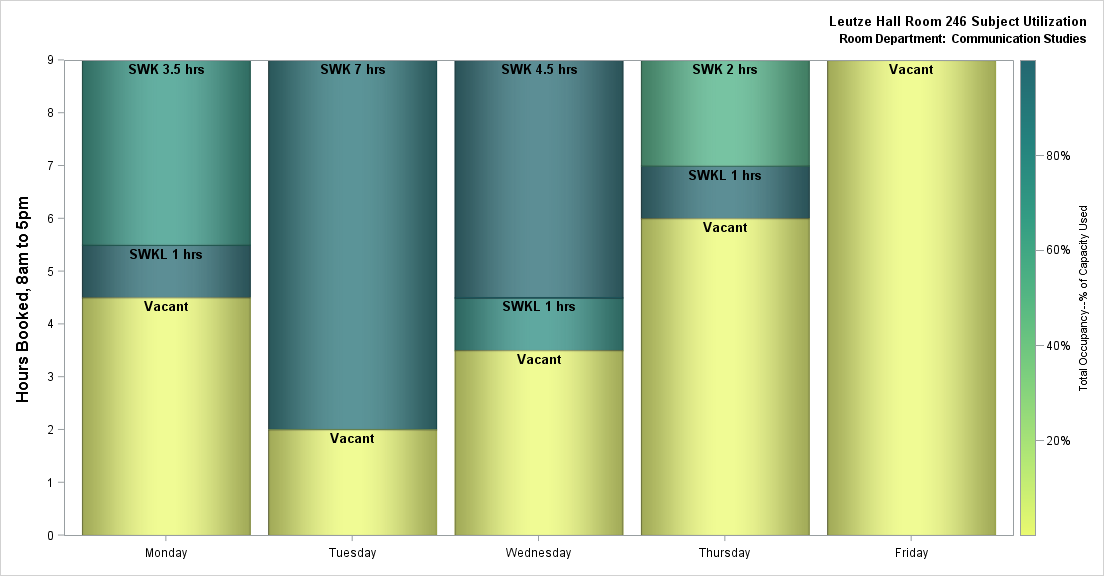 Leutze Hall Room 246 Subject Utilization
Room Department: Communication Studies
Hours Booked, 8am to 5pm
9
8
7
6
5
4
3
2
1
0
SWK 3.5 hrs
SWKL 1 hrs
Vacant
SWK 7 hrs
Vacant
SWK 4.5 hrs
SWKL 1 hrs
Vacant
SWK 2 hrs
SWKL 1 hrs
Vacant
Vacant
Monday
Tuesday
Wednesday
Thursday
Friday
80%
60%
40%
20%
Total Occupancy--% of Capacity Used